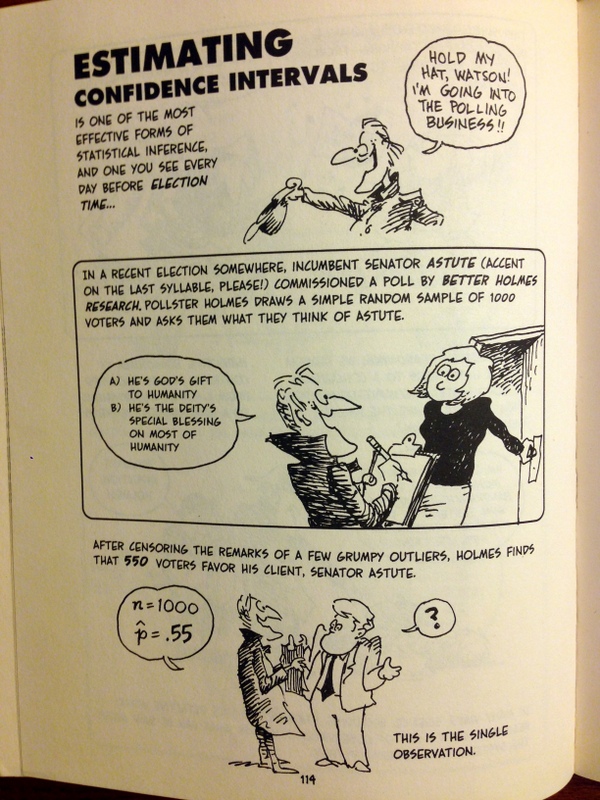 ESTIMATING
CONFIDENCE INTERVALS
IS ONE OF THE MOST
EFFECTIVE FORMS OF
STATISTICAL INFERENCE,
AND ONE YOU SEE EVERY
DAY BEFORE ELECTION
TIME...
HOLD MY
HAT, WATSON!
I'M GOING INTO
THE POLLING
BUSINESS!!
IN A RECENT ELECTION SOMEWHERE, INCUMBENT SENATOR ASTUTE (ACCENT
ON THE LAST SYLLABLE, PLEASE!) COMMISSIONED A POLL BY BETTER HOLMES
RESEARCH. POLLSTER HOLMES DRAWS A SIMPLE RANDOM SAMPLE OF 1000
VOTERS AND ASKS THEM WHAT THEY THINK OF ASTUTE.
A) HE'S GOD'S GIFT
TO HUMANITY
B) HE'S THE DEITY'S
SPECIAL BLESSING
ON MOST OF
HUMANITY
AFTER CENSORING THE REMARKS OF A FEW GRUMPY OUTLIERS, HOLMES FINDS
THAT 550 VOTERS FAVOR HIS CLIENT, SENATOR ASTUTE.
n=1000
p̂ = .55
?
THIS IS THE SINGLE
OBSERVATION.
114